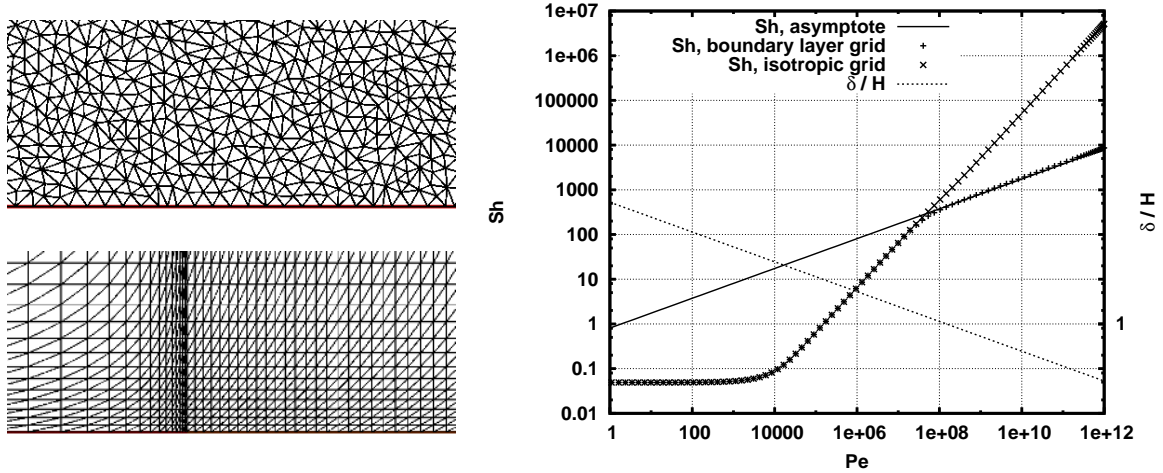 1e+07
1e+06
100000
10000
1000
100
10
1
0.1
0.01
Sh
Sh, asymptote
Sh, boundary layer grid
Sh, isotropic grid
δ / H
1
δ / H
1 100 10000 1e+06 1e+08 1e+10 1e+12
Pe